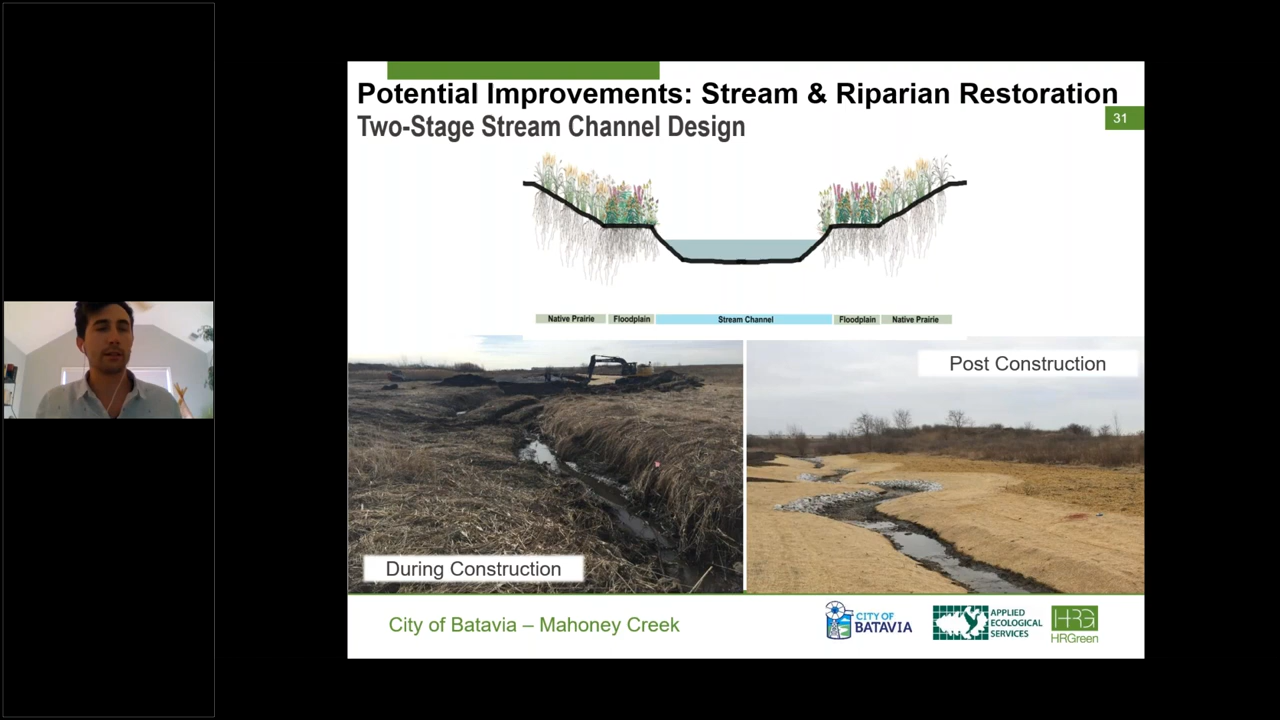 Potential Improvements: Stream & Riparian Restoration
Two-Stage Stream Channel Design
31
Native Prairie Floodplain Stream Channel Floodplain Native Prairie
Post Construction
During Construction
City of Batavia – Mahoney Creek
CITY OF
BATAVIA
APPLIED
ECOLOGICAL
SERVICES
HRG
HRGreen